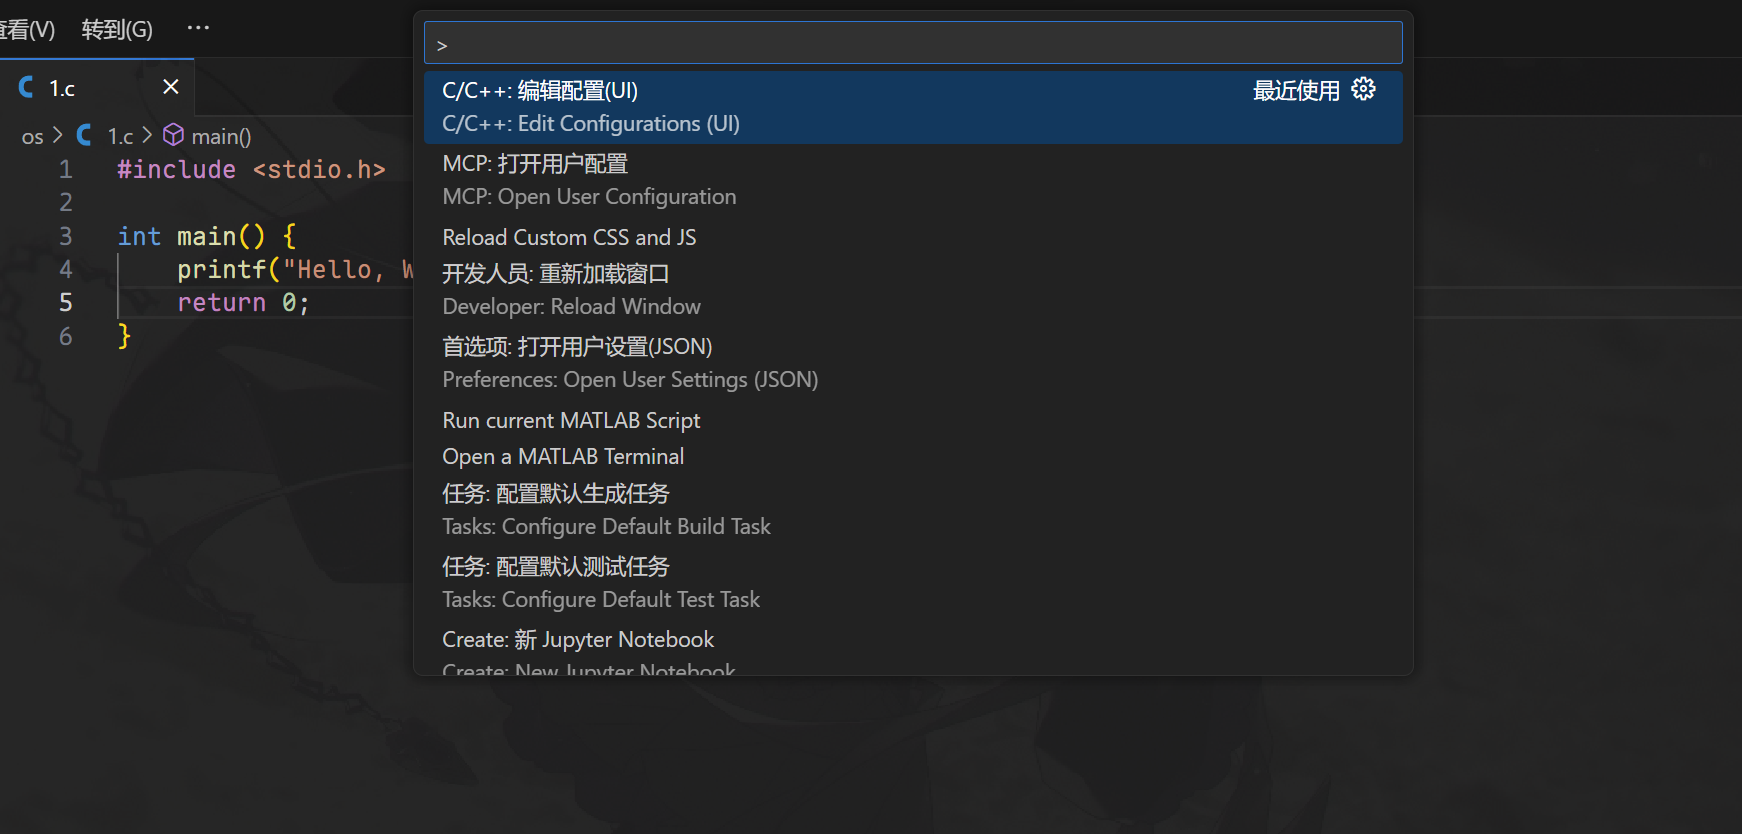 查看(V) 转到(G) ···
>
1.c
C/C++: 编辑配置(UI) 最近使用
C/C++: Edit Configurations (UI)
os > 1.c > main()
MCP: 打开用户配置
MCP: Open User Configuration
Reload Custom CSS and JS
开发人员: 重新加载窗口
Developer: Reload Window
首选项: 打开用户设置(JSON)
Preferences: Open User Settings (JSON)
Run current MATLAB Script
Open a MATLAB Terminal
任务: 配置默认生成任务
Tasks: Configure Default Build Task
任务: 配置默认测试任务
Tasks: Configure Default Test Task
Create: 新 Jupyter Notebook
Create: New Jupyter Notebook
1 #include <stdio.h>
2
3 int main() {
4 printf("Hello, W
5 return 0;
6 }